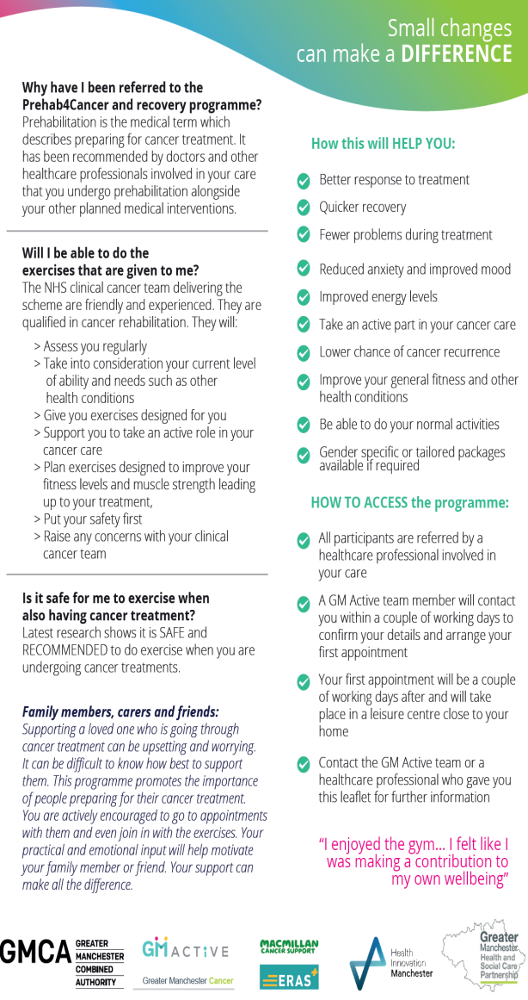 Small changes
can make a DIFFERENCE
Why have I been referred to the
Prehab4Cancer and recovery programme?
Prehabilitation is the medical term which
describes preparing for cancer treatment. It
has been recommended by doctors and other
healthcare professionals involved in your care
that you undergo prehabilitation alongside
your other planned medical interventions.
Will I be able to do the
exercises that are given to me?
The NHS clinical cancer team delivering the
scheme are friendly and experienced. They are
qualified in cancer rehabilitation. They will:
> Assess you regularly
> Take into consideration your current level
of ability and needs such as other
health conditions
> Give you exercises designed for you
> Support you to take an active role in your
cancer care
> Plan exercises designed to improve your
fitness levels and muscle strength leading
up to your treatment,
> Put your safety first
> Raise any concerns with your clinical
cancer team
Is it safe for me to exercise when
also having cancer treatment?
Latest research shows it is SAFE and
RECOMMENDED to do exercise when you are
undergoing cancer treatments.
Family members, carers and friends:
Supporting a loved one who is going through
cancer treatment can be upsetting and worrying.
It can be difficult to know how best to support
them. This programme promotes the importance
of people preparing for their cancer treatment.
You are actively encouraged to go to appointments
with them and even join in with the exercises. Your
practical and emotional input will help motivate
your family member or friend. Your support can
make all the difference.
How this will HELP YOU:
Better response to treatment
Quicker recovery
Fewer problems during treatment
Reduced anxiety and improved mood
Improved energy levels
Take an active part in your cancer care
Lower chance of cancer recurrence
Improve your general fitness and other
health conditions
Be able to do your normal activities
Gender specific or tailored packages
available if required
HOW TO ACCESS the programme:
All participants are referred by a
healthcare professional involved in
your care
A GM Active team member will contact
you within a couple of working days to
confirm your details and arrange your
first appointment
Your first appointment will be a couple
of working days after and will take
place in a leisure centre close to your
home
Contact the GM Active team or a
healthcare professional who gave you
this leaflet for further information
“I enjoyed the gym... I felt like I
was making a contribution to
my own wellbeing”
GMCA
GREATER
MANCHESTER
COMBINED
AUTHORITY
GM ACTIVE
Greater Manchester Cancer
MACMILLAN
CANCER SUPPORT
ERAS+
Health
Innovation
Manchester
Greater
Manchester
Health and
Social Care
Partnership